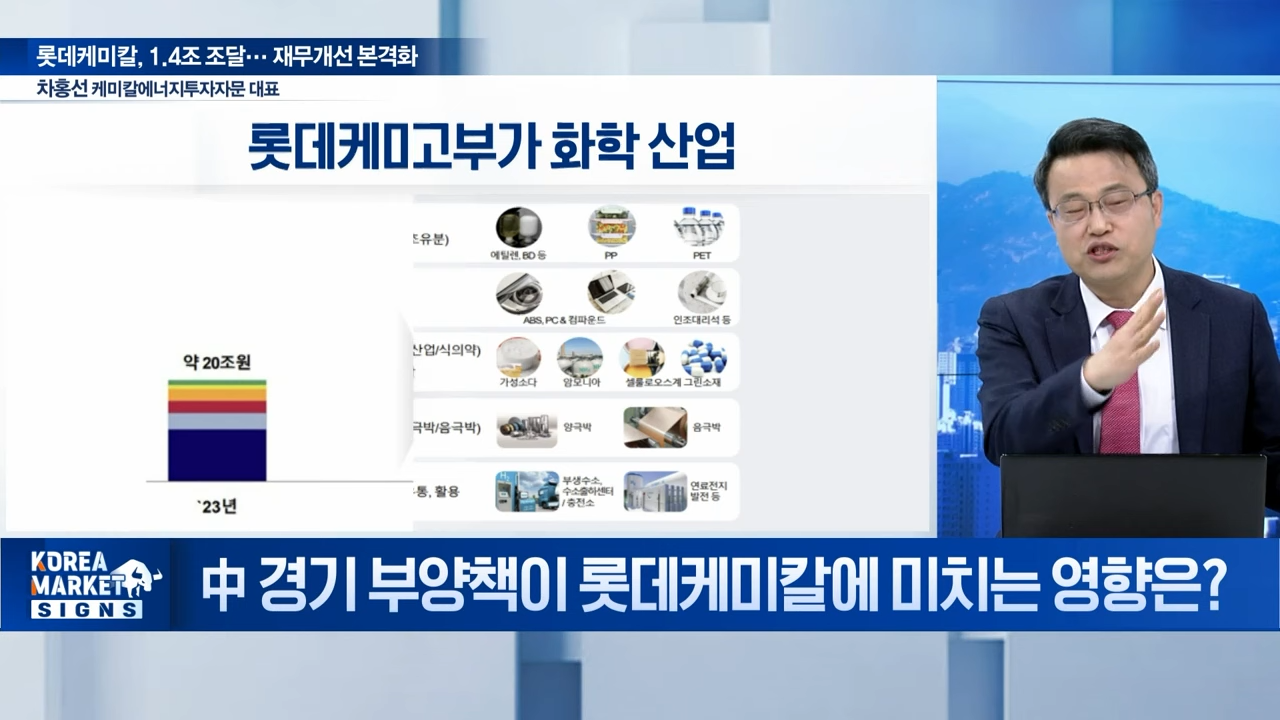 롯데케미칼, 1.4조 조달… 재무개선 본격화
차홍선 케미칼에너지투자자문 대표
롯데케 고부가 화학 산업
초유분)
에틸렌, BD 등
PP
PET
ABS, PC & 컴파운드
인조대리석 등
산업/식의약)
가성소다
암모니아
셀룰로오스계
그린소재
약 20조원
극박/음극박)
양극박
음극박
통, 활용
부생수소,
수소출하센터
/ 충전소
연료전지
발전 등
`23년
KOREA
MARKET
SIGNS
中 경기 부양책이 롯데케미칼에 미치는 영향은?